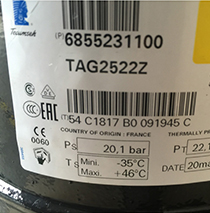 Tecumseh
(P) 6855231100
TAG2522Z
(T) 54 C1817 B0 091945 C
CE EAC
0060
COUNTRY OF ORIGIN : FRANCE
THERMALLY PR
PS 20,1 bar
PT 22,1
TS Mini. -35°C
Maxi. +46°C
DATE 20ma